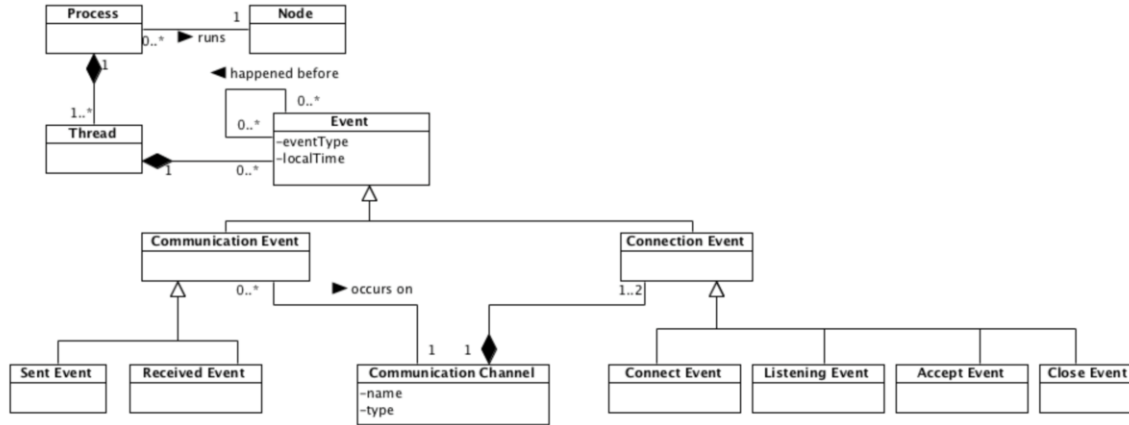 Process
Node
1
0..*
► runs
1
◄ happened before
0..*
1..*
Event
0..*
Thread
-eventType
-localTime
1
0..*
Communication Event
Connection Event
0..*
► occurs on
1..2
1
1
Sent Event
Received Event
Communication Channel
Connect Event
Listening Event
Accept Event
Close Event
-name
-type